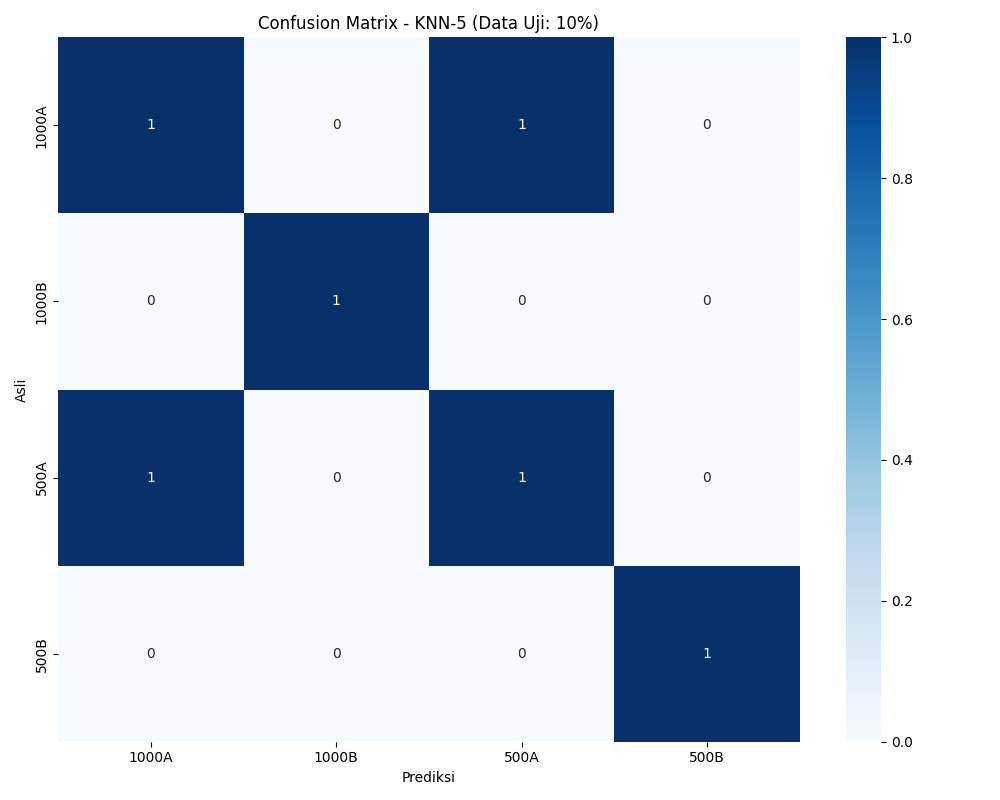 Confusion Matrix - KNN-5 (Data Uji: 10%)
1000A
1 0 1 0
1000B
0 1 0 0
500A
1 0 1 0
500B
0 0 0 1
Asli
1000A 1000B 500A 500B
Prediksi
1.0
0.8
0.6
0.4
0.2
0.0